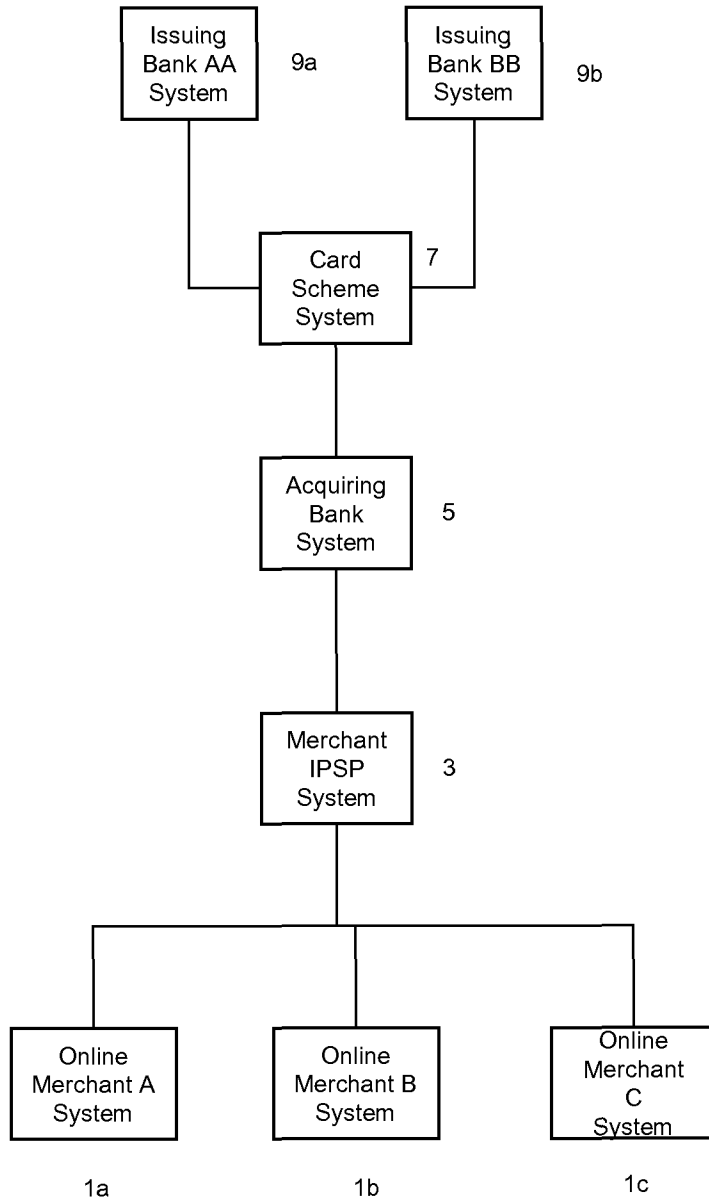 Issuing
Bank AA
System
9a
Issuing
Bank BB
System
9b
Card
Scheme
System
7
Acquiring
Bank
System
5
Merchant
IPSP
System
3
Online
Merchant A
System
Online
Merchant B
System
Online
Merchant
C
System
1a
1b
1c